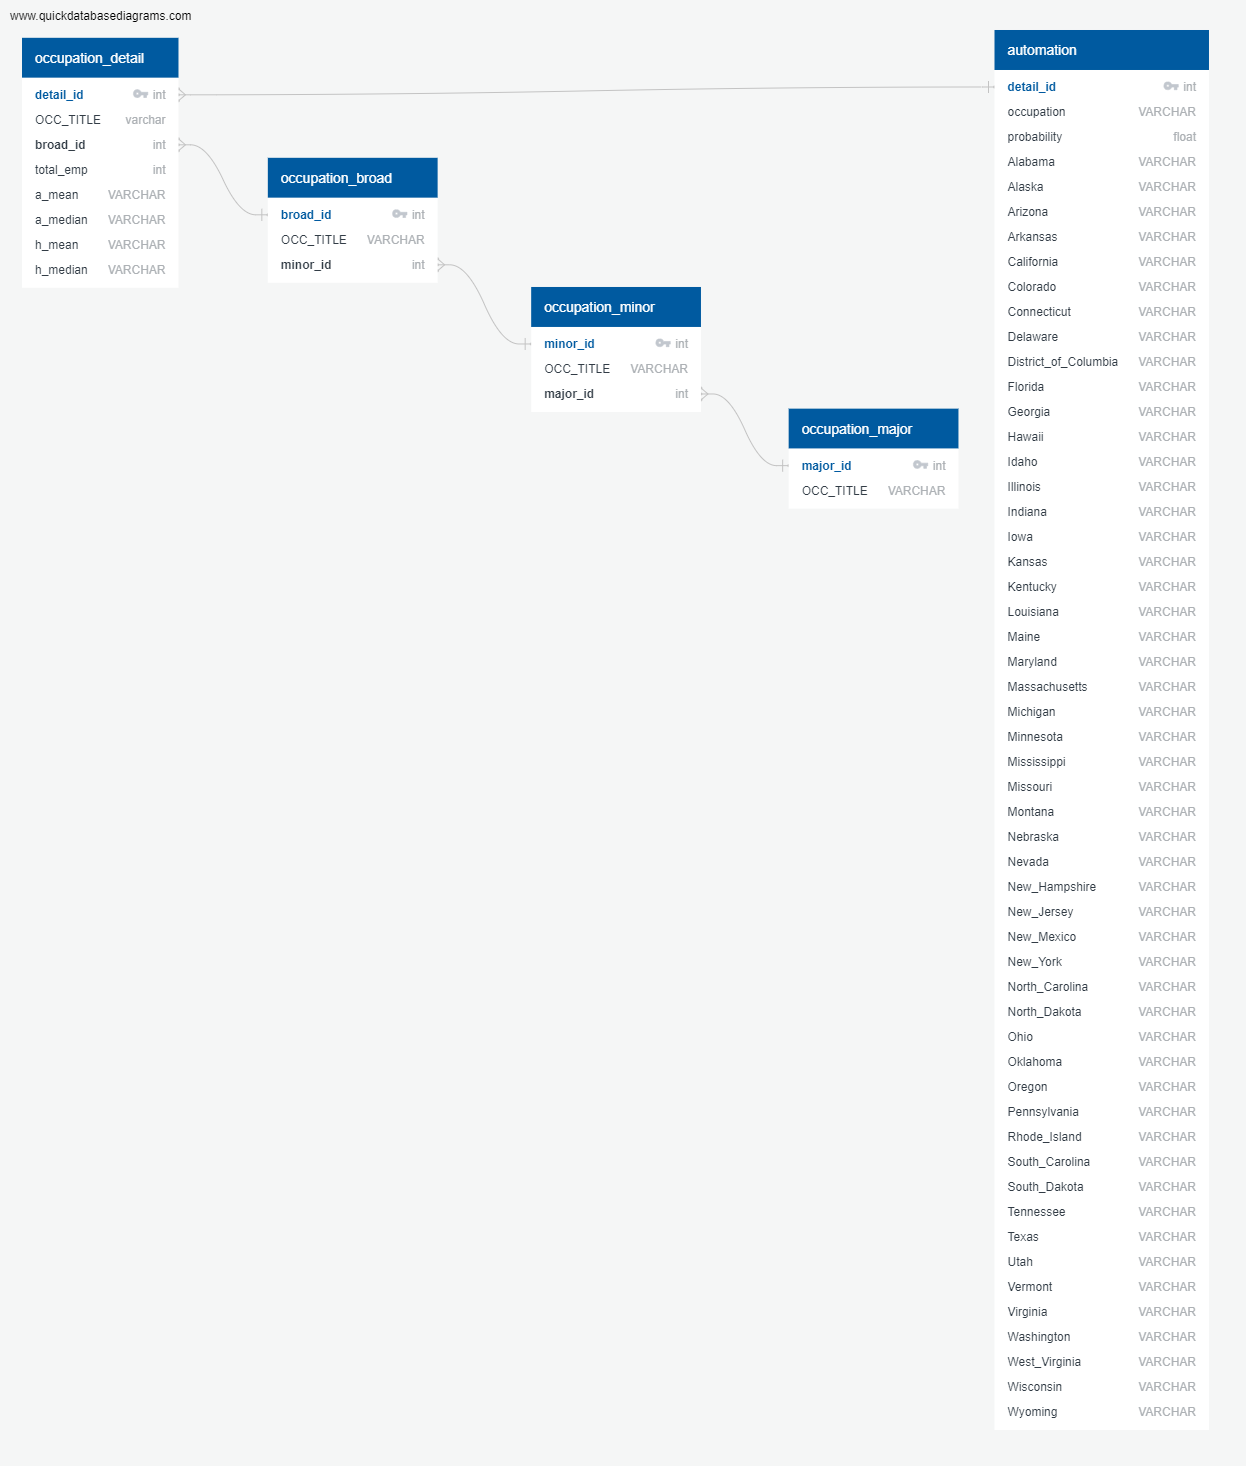 www.quickdatabasediagrams.com
occupation_detail
detail_id int
OCC_TITLE varchar
broad_id int
total_emp int
a_mean VARCHAR
a_median VARCHAR
h_mean VARCHAR
h_median VARCHAR
occupation_broad
broad_id int
OCC_TITLE VARCHAR
minor_id int
occupation_minor
minor_id int
OCC_TITLE VARCHAR
major_id int
occupation_major
major_id int
OCC_TITLE VARCHAR
automation
detail_id int
occupation VARCHAR
probability float
Alabama VARCHAR
Alaska VARCHAR
Arizona VARCHAR
Arkansas VARCHAR
California VARCHAR
Colorado VARCHAR
Connecticut VARCHAR
Delaware VARCHAR
District_of_Columbia VARCHAR
Florida VARCHAR
Georgia VARCHAR
Hawaii VARCHAR
Idaho VARCHAR
Illinois VARCHAR
Indiana VARCHAR
Iowa VARCHAR
Kansas VARCHAR
Kentucky VARCHAR
Louisiana VARCHAR
Maine VARCHAR
Maryland VARCHAR
Massachusetts VARCHAR
Michigan VARCHAR
Minnesota VARCHAR
Mississippi VARCHAR
Missouri VARCHAR
Montana VARCHAR
Nebraska VARCHAR
Nevada VARCHAR
New_Hampshire VARCHAR
New_Jersey VARCHAR
New_Mexico VARCHAR
New_York VARCHAR
North_Carolina VARCHAR
North_Dakota VARCHAR
Ohio VARCHAR
Oklahoma VARCHAR
Oregon VARCHAR
Pennsylvania VARCHAR
Rhode_Island VARCHAR
South_Carolina VARCHAR
South_Dakota VARCHAR
Tennessee VARCHAR
Texas VARCHAR
Utah VARCHAR
Vermont VARCHAR
Virginia VARCHAR
Washington VARCHAR
West_Virginia VARCHAR
Wisconsin VARCHAR
Wyoming VARCHAR